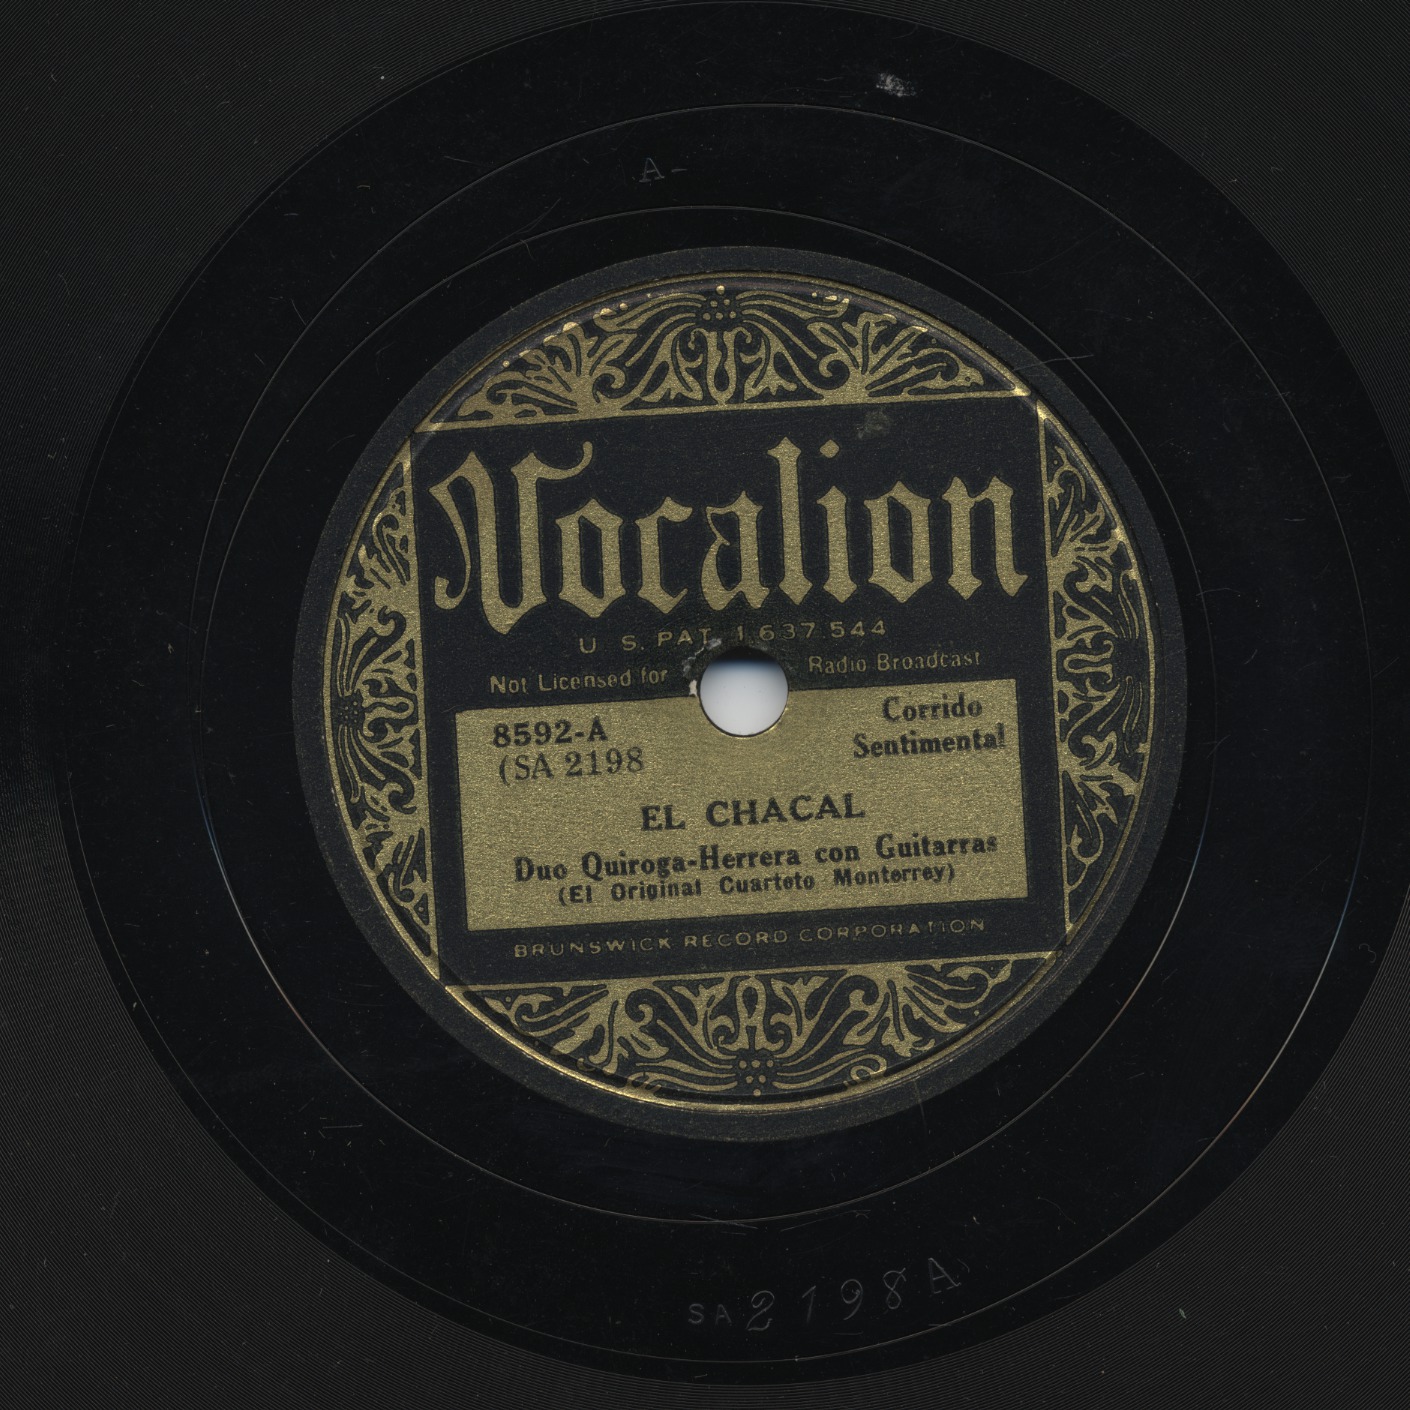 A-
Vocalion
U S. PAT. 1,637,544
Not Licensed for Radio Broadcast
8592-A
Corrido
(SA 2198
Sentimental
EL CHACAL
Duo Quiroga-Herrera con Guitarras
(El Original Cuarteto Monterrey)
BRUNSWICK RECORD CORPORATION
SA 2198 A